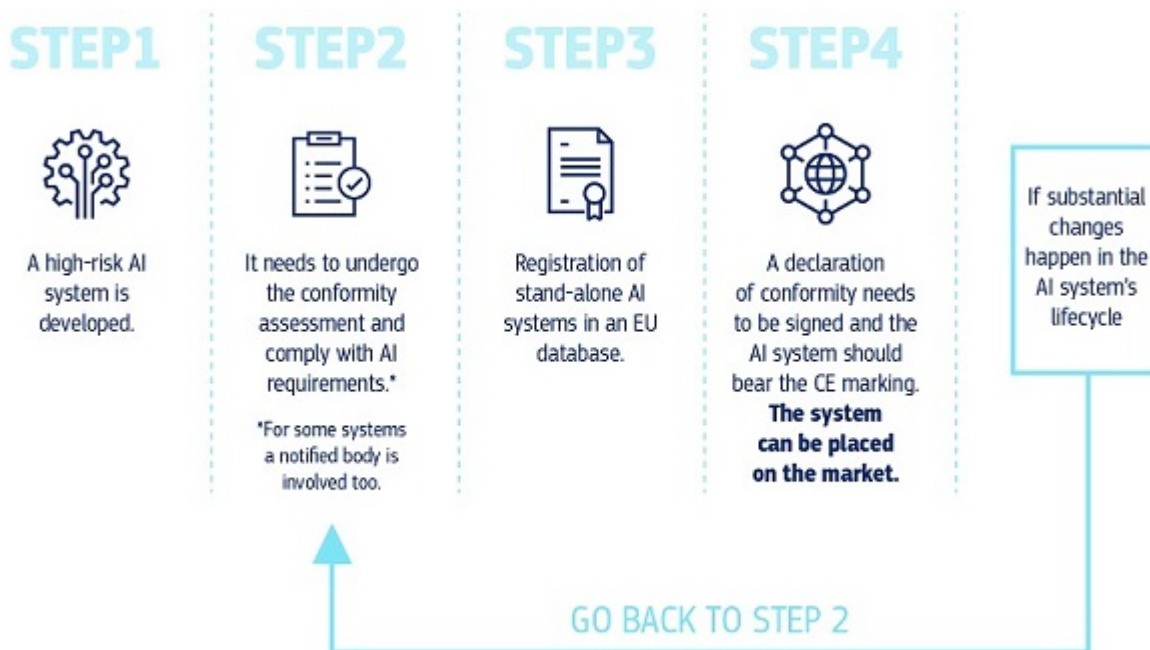 STEP1
A high-risk AI
system is
developed.
STEP2
It needs to undergo
the conformity
assessment and
comply with AI
requirements.*
*For some systems
a notified body is
involved too.
STEP3
Registration of
stand-alone AI
systems in an EU
database.
STEP4
A declaration
of conformity needs
to be signed and the
AI system should
bear the CE marking.
The system
can be placed
on the market.
If substantial
changes
happen in the
AI system's
lifecycle
GO BACK TO STEP 2